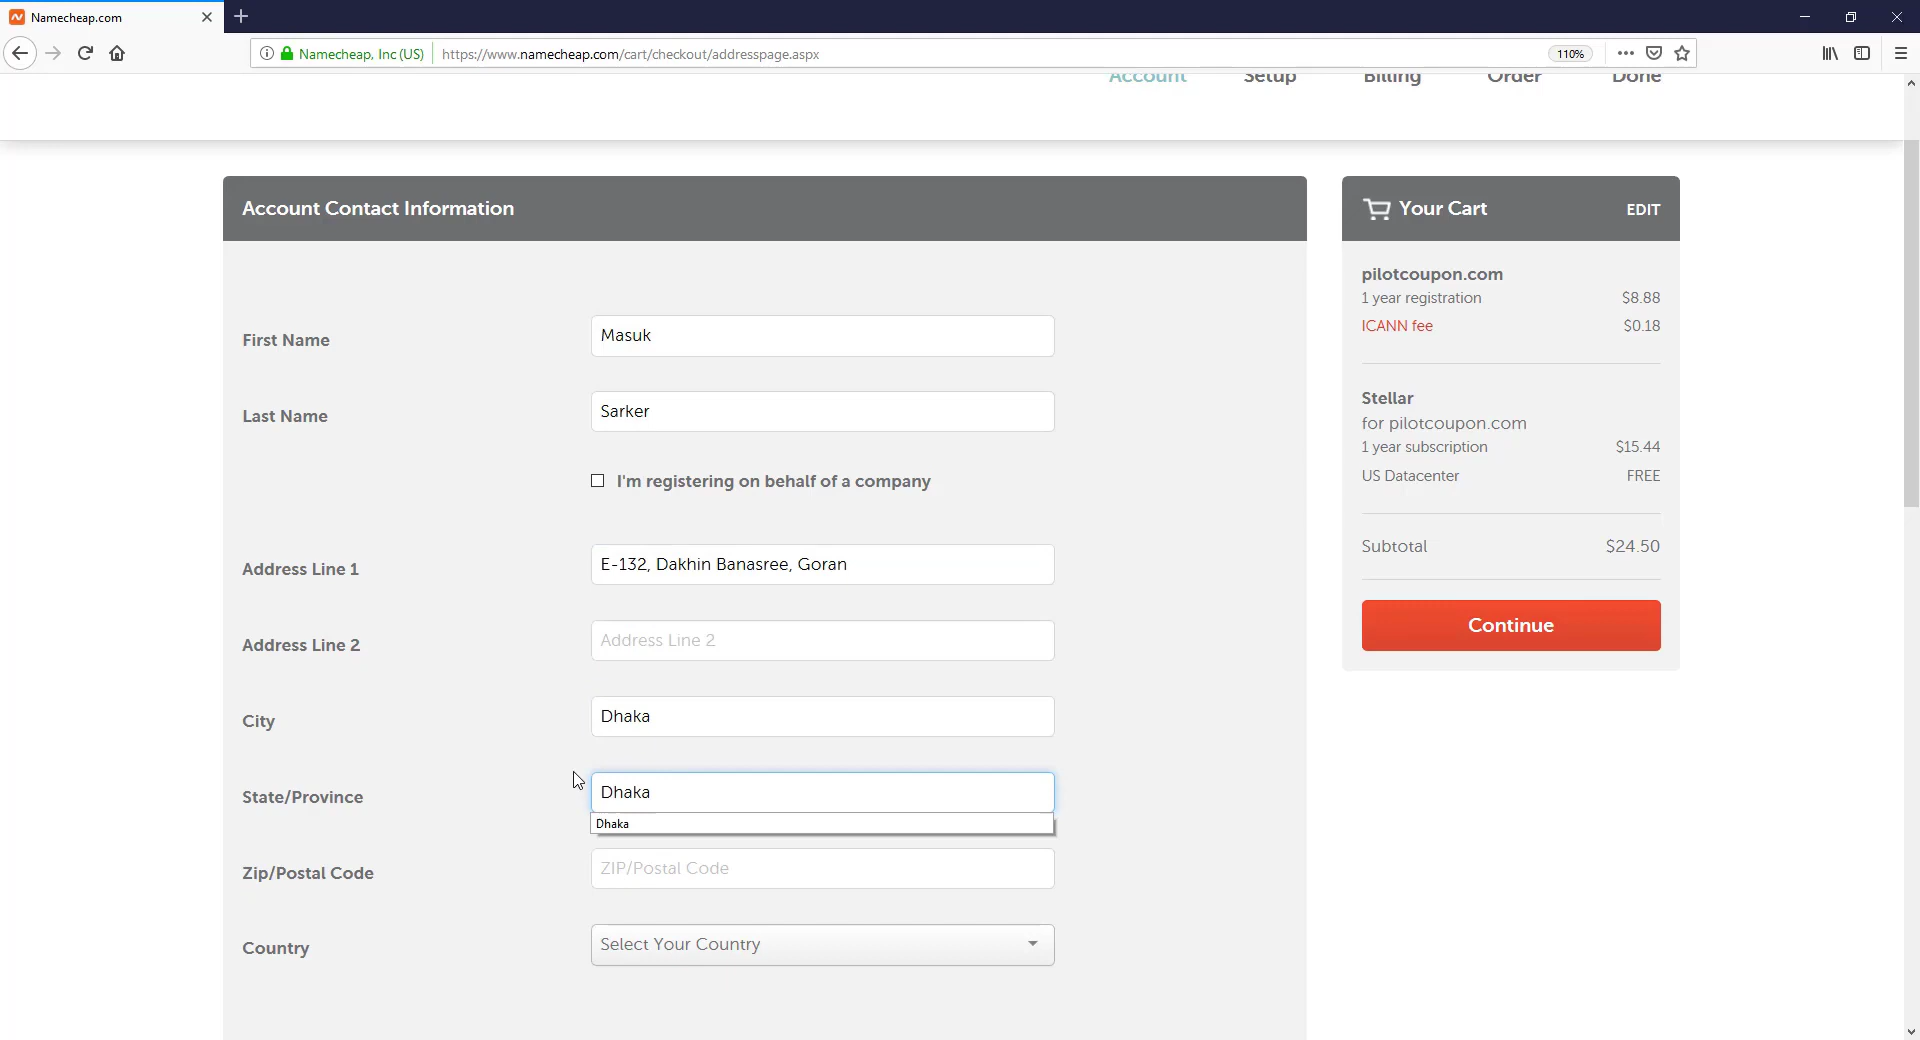 Namecheap.com
Namecheap, Inc (US)
https://www.namecheap.com/cart/checkout/addresspage.aspx
110%
Account
Setup
Billing
Order
Done
Account Contact Information
First Name
Masuk
Last Name
Sarker
I'm registering on behalf of a company
Address Line 1
E-132, Dakhin Banasree, Goran
Address Line 2
Address Line 2
City
Dhaka
State/Province
Dhaka
Dhaka
Zip/Postal Code
ZIP/Postal Code
Country
Select Your Country
Your Cart
EDIT
pilotcoupon.com
1 year registration $8.88
ICANN fee $0.18
Stellar
for pilotcoupon.com
1 year subscription $15.44
US Datacenter FREE
Subtotal $24.50
Continue